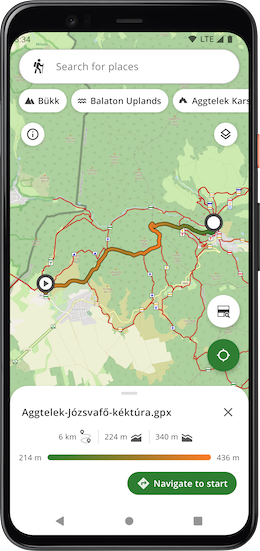 3:34 LTE
Search for places
Bükk Balaton Uplands Aggtelek Kars
Aggtelek-Józsvafő-kéktúra.gpx
6 km 224 m 340 m
214 m 436 m
Navigate to start